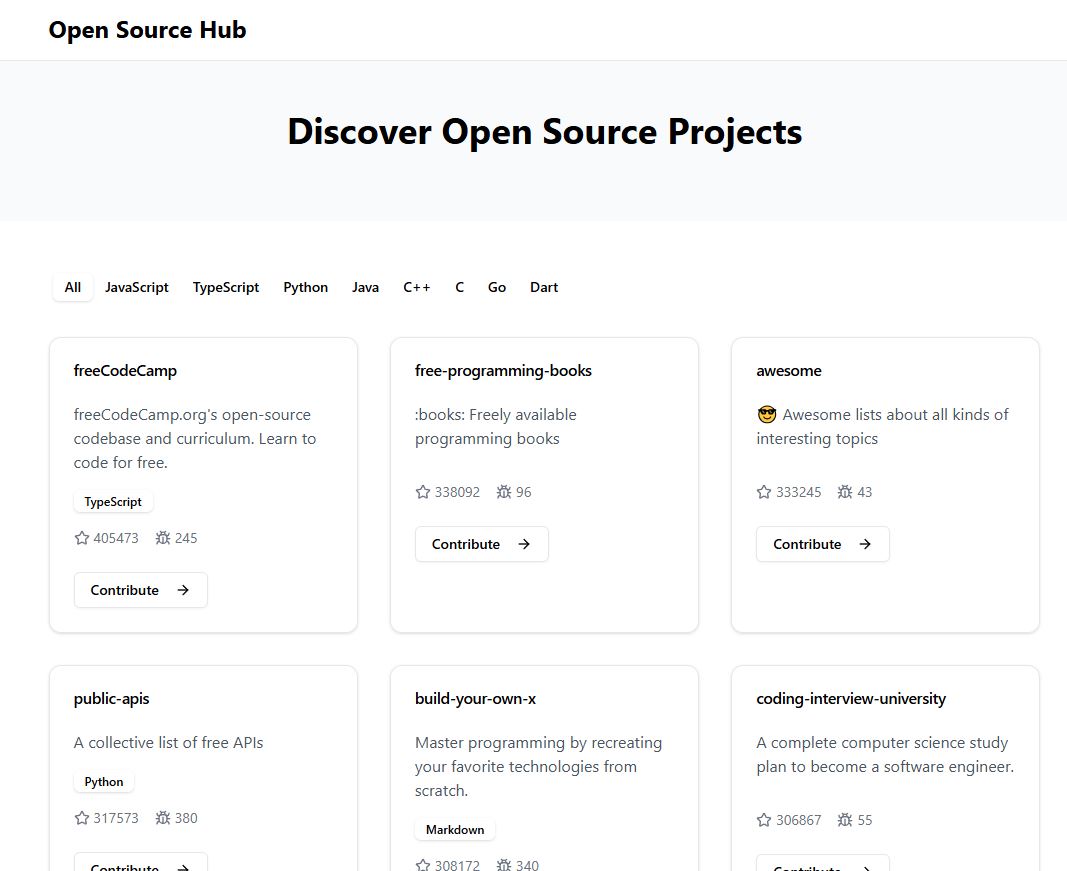 Open Source Hub
Discover Open Source Projects
All JavaScript TypeScript Python Java C++ C Go Dart
freeCodeCamp
freeCodeCamp.org's open-source
codebase and curriculum. Learn to
code for free.
TypeScript
405473 245
Contribute
free-programming-books
:books: Freely available
programming books
338092 96
Contribute
awesome
😎 Awesome lists about all kinds of
interesting topics
333245 43
Contribute
public-apis
A collective list of free APIs
Python
317573 380
Contribute
build-your-own-x
Master programming by recreating
your favorite technologies from
scratch.
Markdown
308172 340
coding-interview-university
A complete computer science study
plan to become a software engineer.
306867 55
Contribute